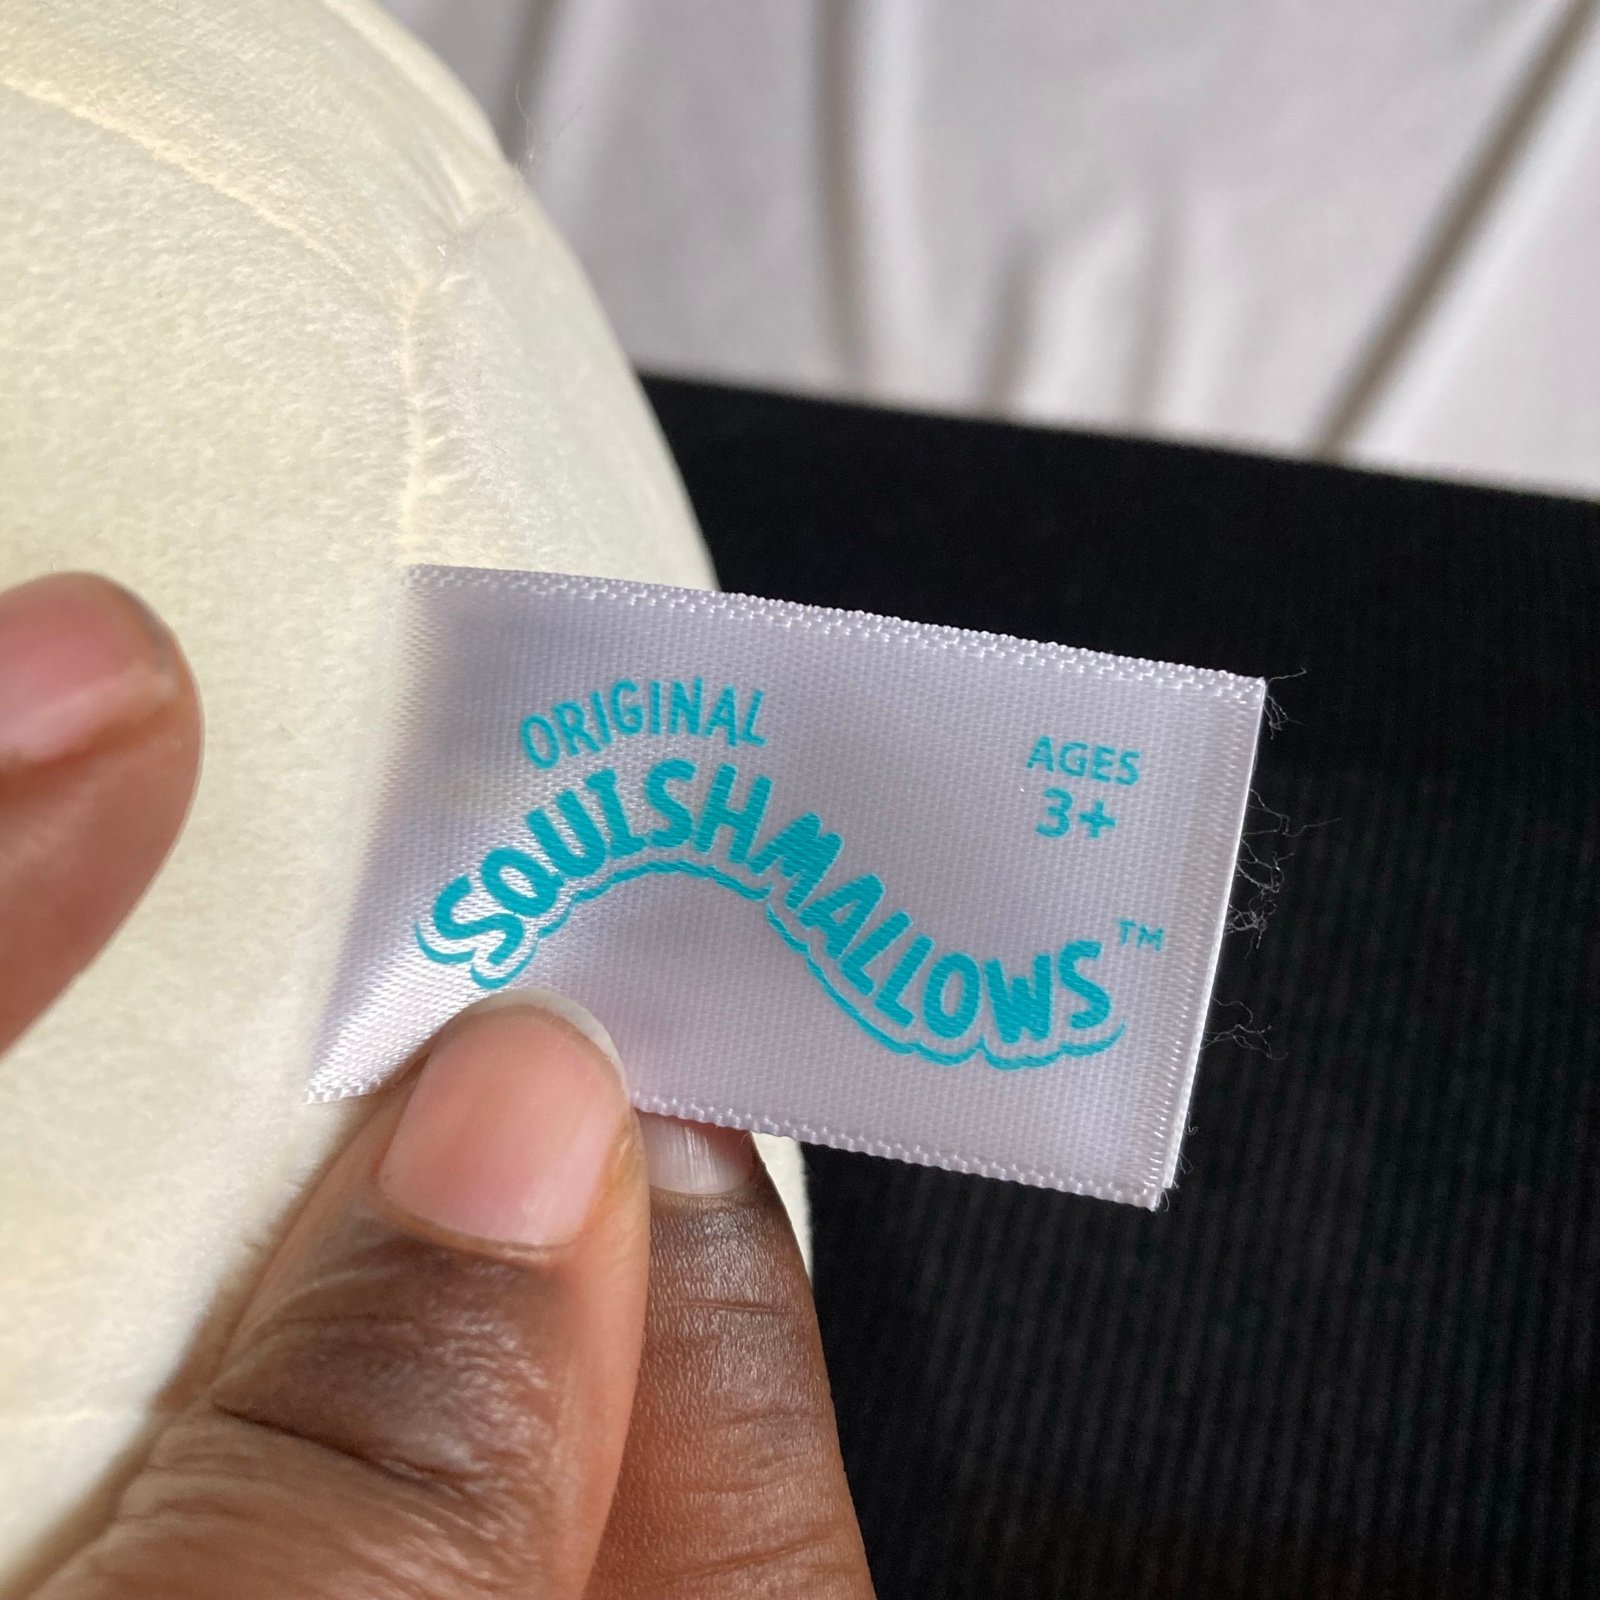 ORIGINAL
SQUISHMALLOWS™
AGES
3+